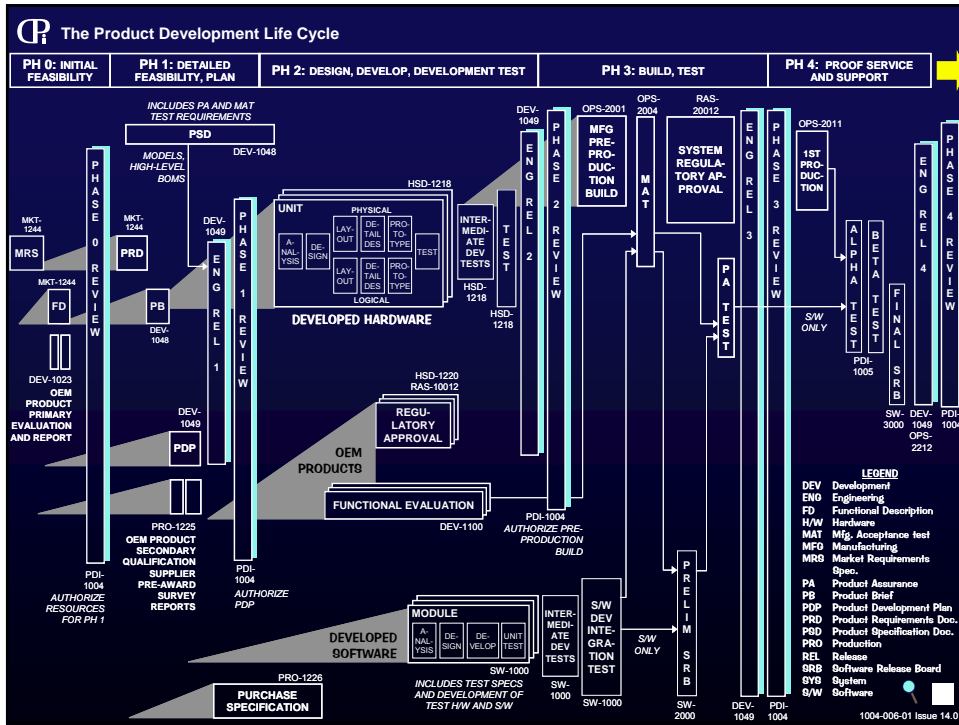 CPi The Product Development Life Cycle
PH 0: INITIAL
FEASIBILITY
PH 1: DETAILED
FEASIBILITY, PLAN
PH 2: DESIGN, DEVELOP, DEVELOPMENT TEST
PH 3: BUILD, TEST
PH 4: PROOF SERVICE
AND SUPPORT
INCLUDES PA AND MAT
TEST REQUIREMENTS
PSD
DEV-1048
MODELS,
HIGH-LEVEL
BOMS
MKT-
1244
MRS
MKT-1244
FD
DEV-1023
OEM
PRODUCT
PRIMARY
EVALUATION
AND REPORT
PHASE 0 REVIEW
PDI-
1004
AUTHORIZE
RESOURCES
FOR PH 1
MKT-
1244
PRD
PB
DEV-
1048
DEV-
1049
PDP
PRO-1225
OEM PRODUCT
SECONDARY
QUALIFICATION
SUPPLIER
PRE-AWARD
SURVEY
REPORTS
DEV-
1049
ENG REL 1
PHASE 1 REVIEW
PDI-
1004
AUTHORIZE
PDP
HSD-1218
UNIT
PHYSICAL
A-
NAL-
YSIS
DE-
SIGN
LAY-
OUT
DE-
TAIL
DES
PRO-
TO-
TYPE
TEST
LAY-
OUT
DE-
TAIL
DES
PRO-
TO-
TYPE
LOGICAL
DEVELOPED HARDWARE
HSD-1218
INTER-
MEDIATE
DEV
TESTS
HSD-
1218
TEST
HSD-
1218
HSD-1220
RAS-10012
REGU-
LATORY
APPROVAL
OEM
PRODUCTS
FUNCTIONAL EVALUATION
DEV-1100
DEV-
1049
ENG REL 2
PHASE 2 REVIEW
PDI-1004
AUTHORIZE PRE-
PRODUCTION
BUILD
DEVELOPED
SOFTWARE
MODULE
A-
NAL-
YSIS
DE-
SIGN
DE-
VELOP
UNIT
TEST
SW-1000
INCLUDES TEST SPECS
AND DEVELOPMENT OF
TEST H/W AND S/W
INTER-
MEDIATE
DEV
TESTS
SW-
1000
S/W
DEV
INTE-
GRATION
TEST
SW-1000
S/W
ONLY
PRELIM SRB
SW-
2000
PRO-1226
PURCHASE
SPECIFICATION
OPS-2001
MFG
PRE-
PRO-
DUCTION
BUILD
OPS-
2004
MAT
RAS-
20012
SYSTEM
REGULA-
TORY AP-
PROVAL
PA TEST
ENG REL 3
DEV-
1049
PHASE 3 REVIEW
PDI-
1004
OPS-2011
1ST
PRO-
DUCTION
S/W
ONLY
ALPHA TEST
BETA TEST
PDI-
1005
FINAL SRB
SW-
3000
ENG REL 4
DEV-
1049
OPS-
2212
PHASE 4 REVIEW
PDI-
1004
LEGEND
DEV Development
ENG Engineering
FD Functional Description
H/W Hardware
MAT Mfg. Acceptance test
MFG Manufacturing
MRS Market Requirements
Spec.
PA Product Assurance
PB Product Brief
PDP Product Development Plan
PRD Product Requirements Doc.
PSD Product Specification Doc.
PRO Production
REL Release
SRB Software Release Board
SYS System
S/W Software
1004-006-01 Issue 14.0